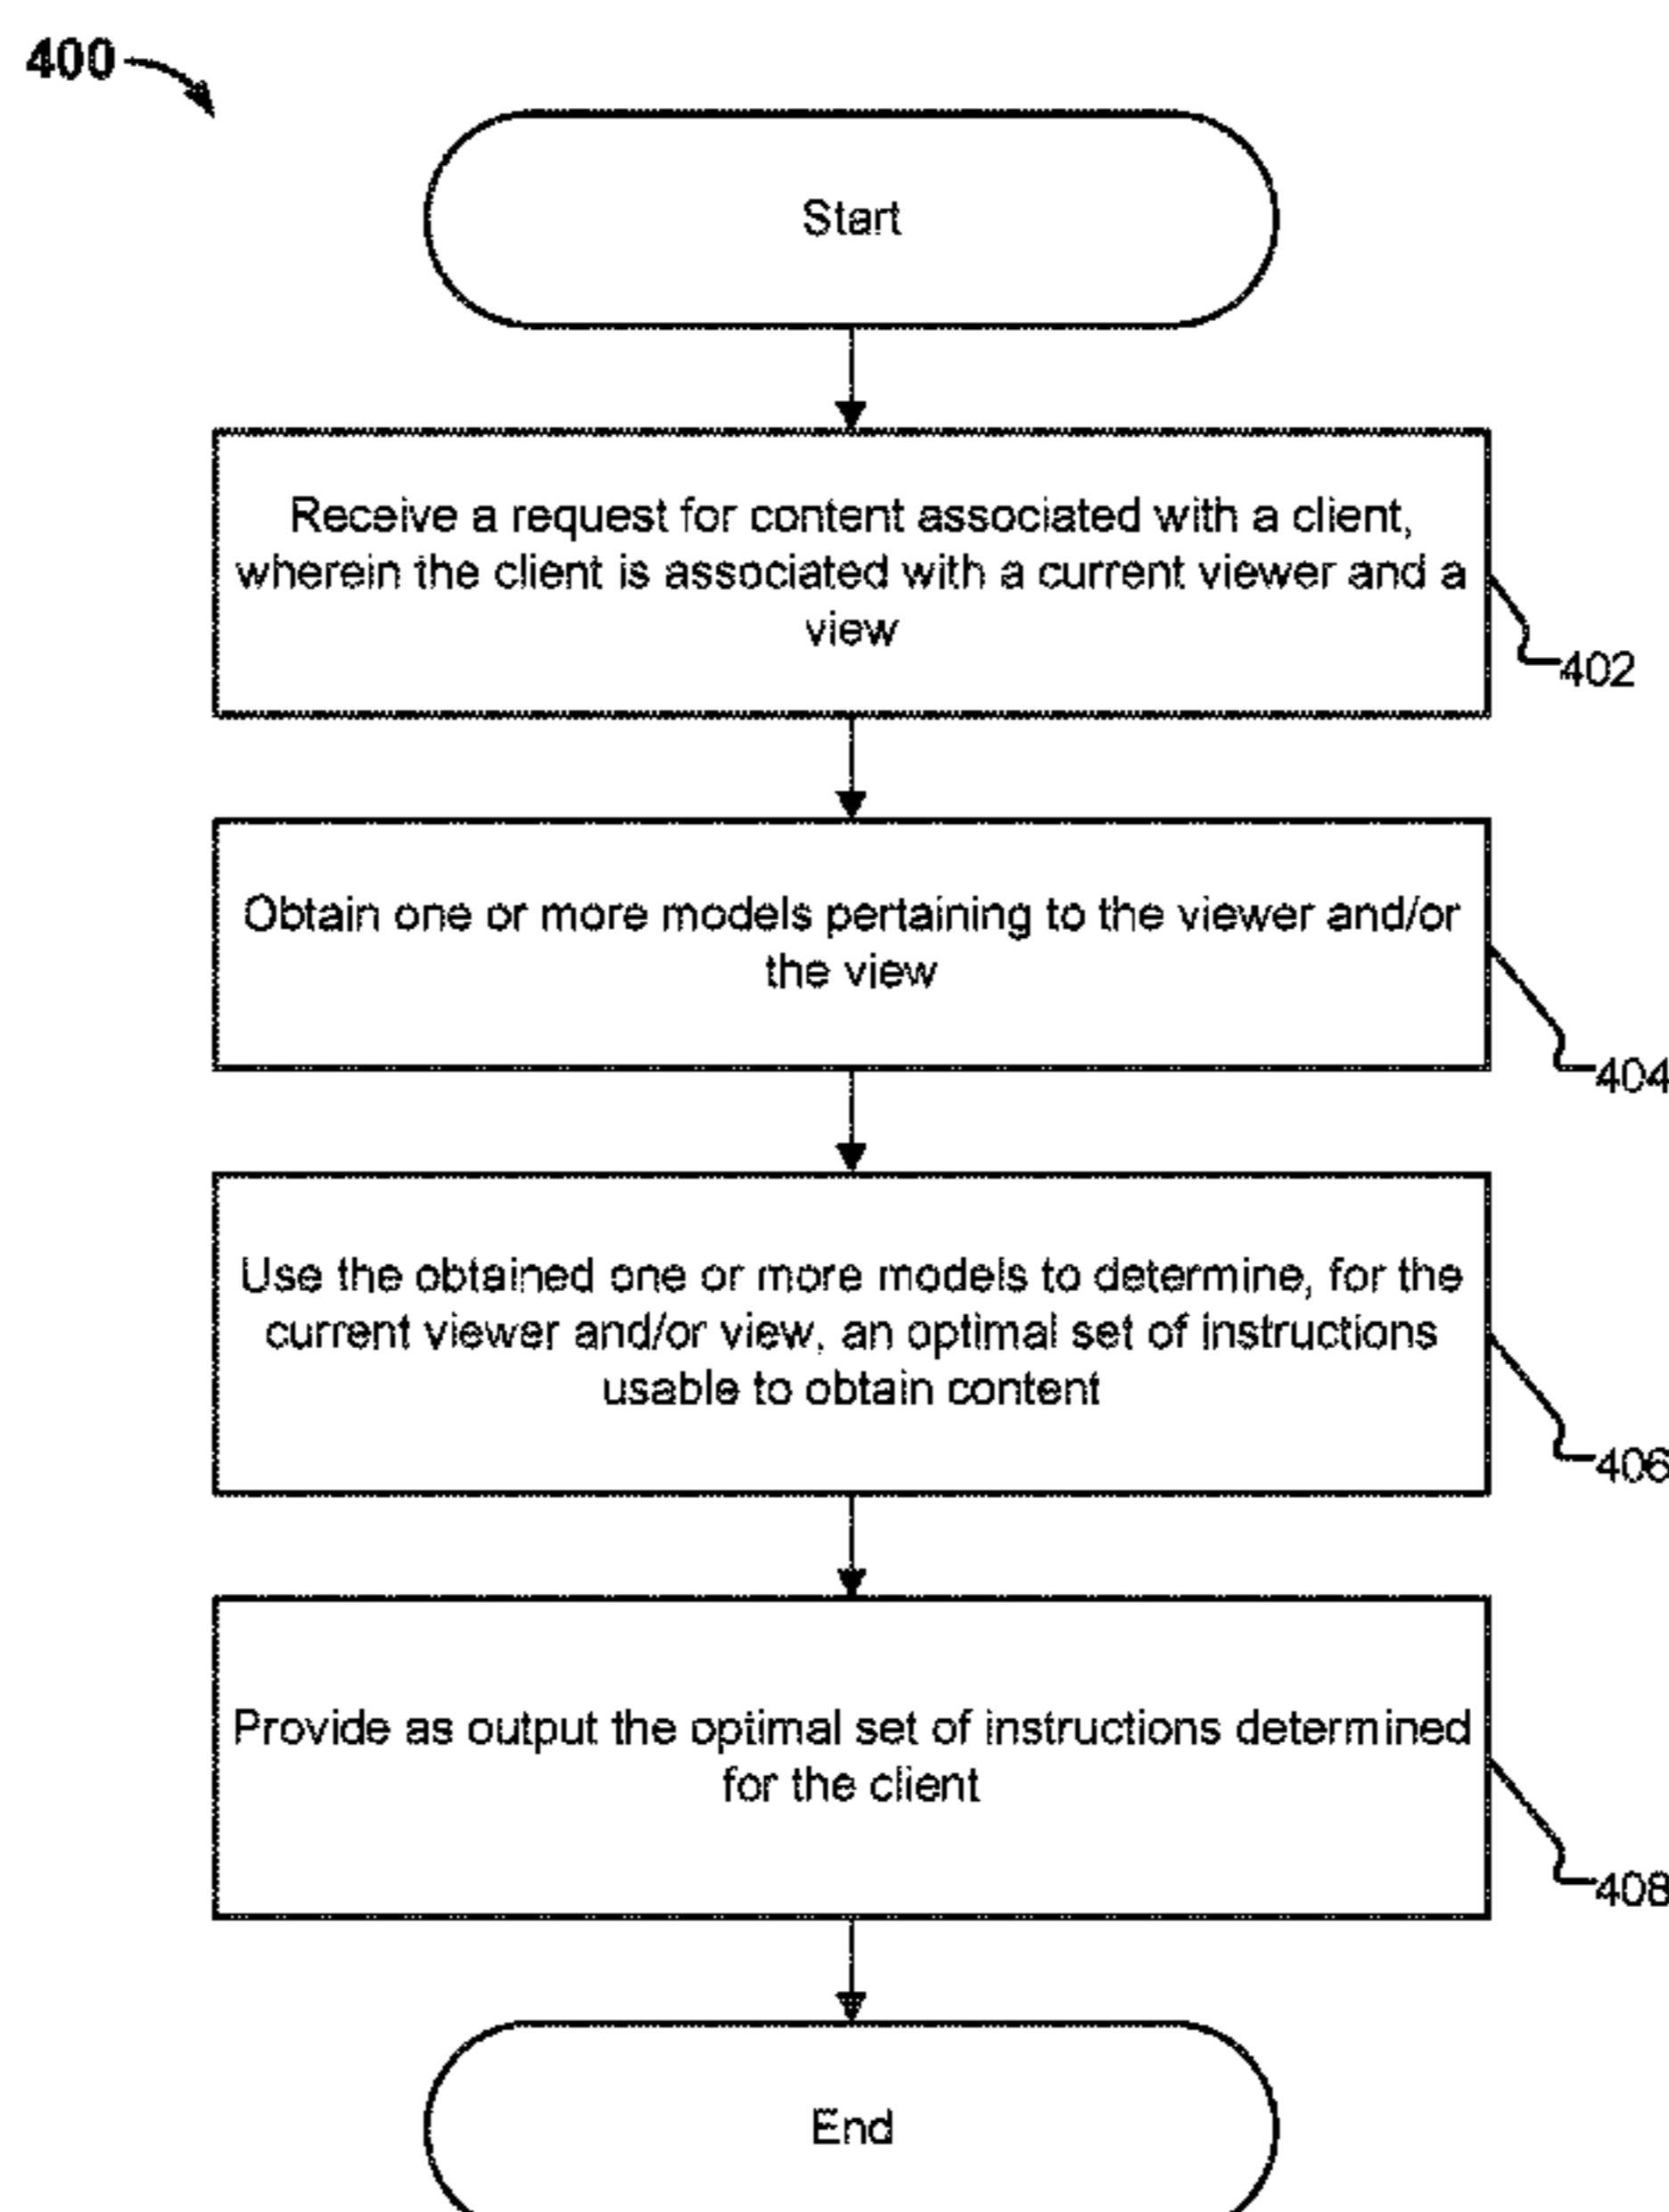 400
Start
Receive a request for content associated with a client,
wherein the client is associated with a current viewer and a
view
402
Obtain one or more models pertaining to the viewer and/or
the view
404
Use the obtained one or more models to determine, for the
current viewer and/or view, an optimal set of instructions
usable to obtain content
406
Provide as output the optimal set of instructions determined
for the client
408
End